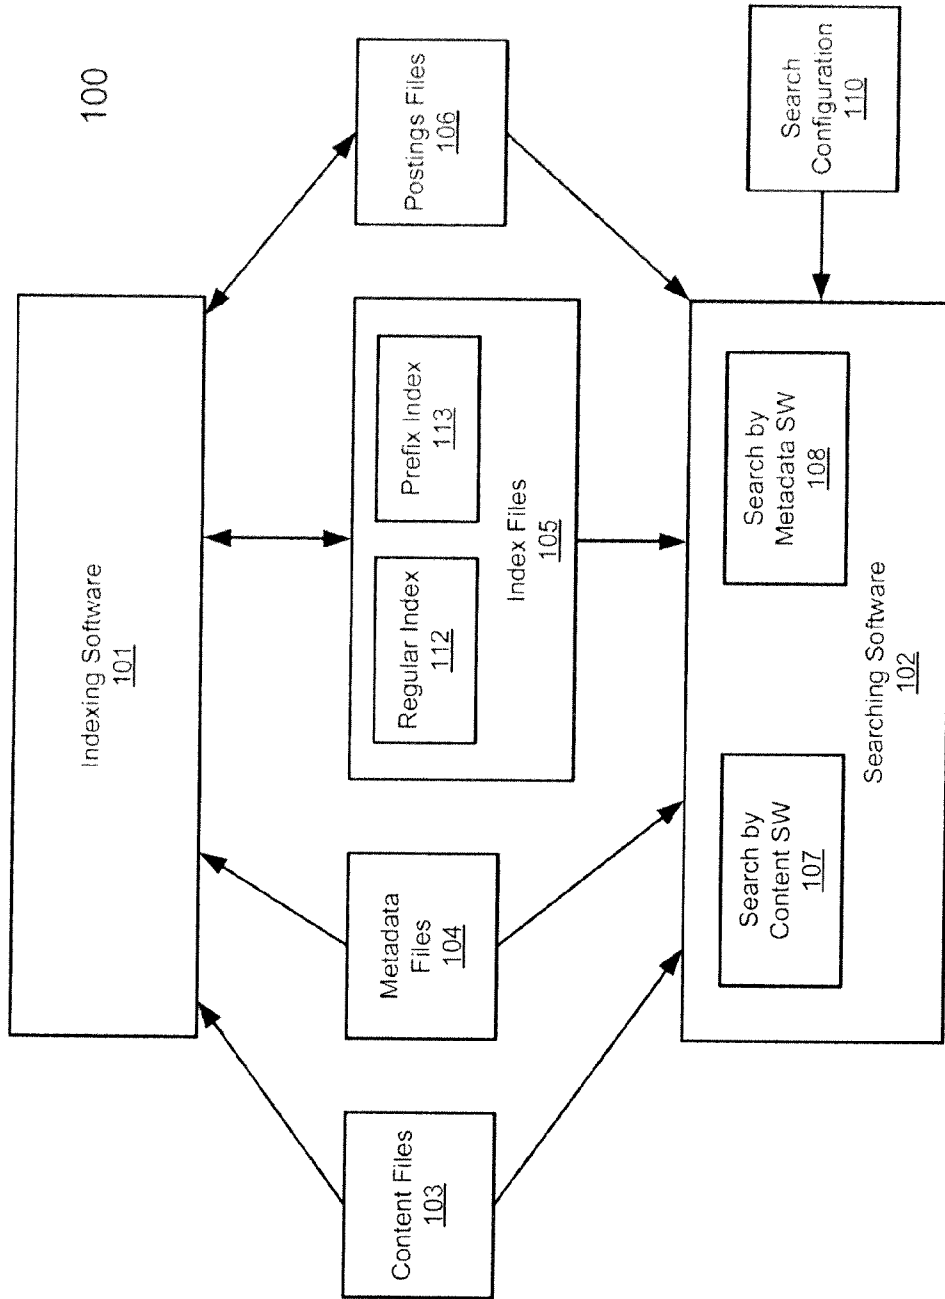 100
Indexing Software
101
Content Files
103
Metadata
Files
104
Regular Index
112
Prefix Index
113
Index Files
105
Postings Files
106
Search by
Content SW
107
Search by
Metadata SW
108
Searching Software
102
Search
Configuration
110